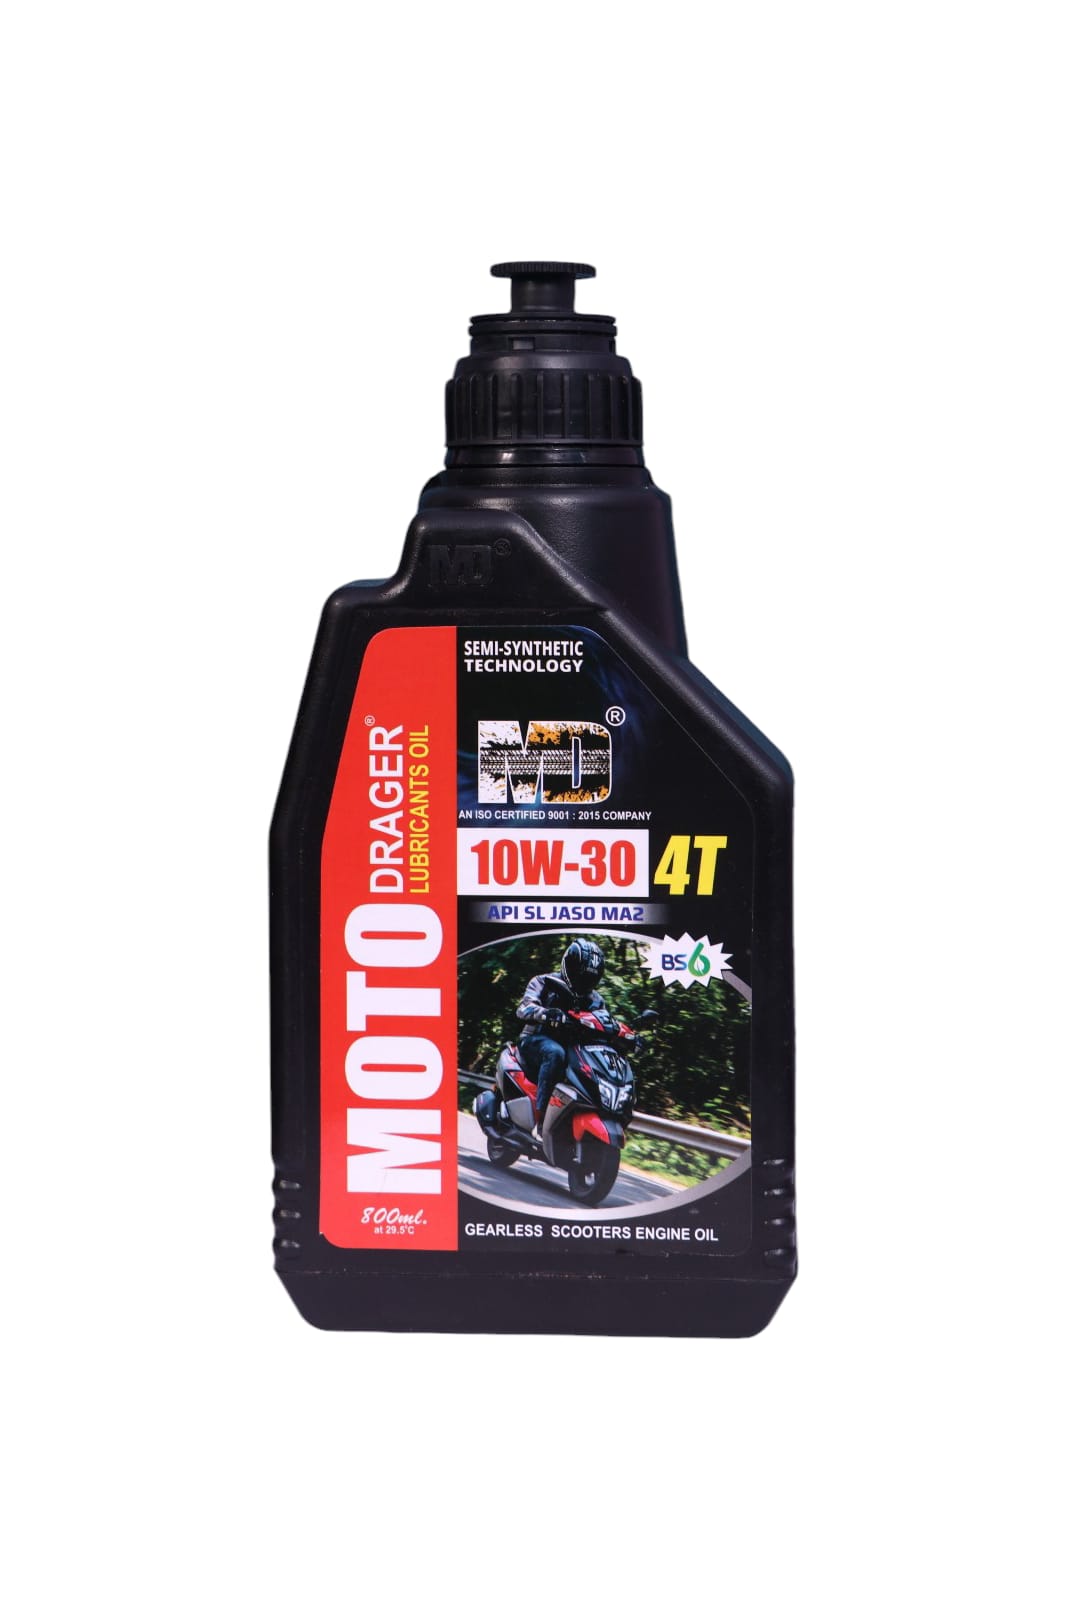 MD®
SEMI-SYNTHETIC
TECHNOLOGY
MD®
AN ISO CERTIFIED 9001 : 2015 COMPANY
10W-30 4T
API SL JASO MA2
BS6
GEARLESS SCOOTERS ENGINE OIL
MOTO DRAGER®
LUBRICANTS OIL
800ml.
at 29.5°C